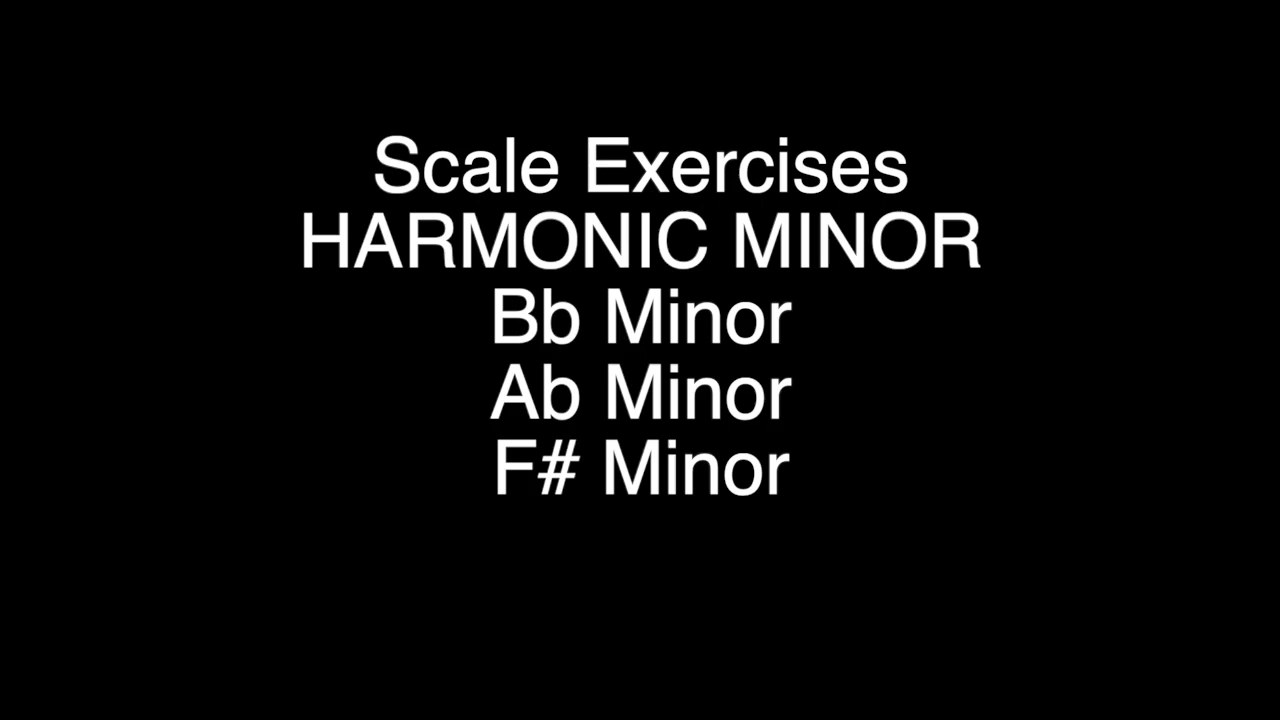 Scale Exercises
HARMONIC MINOR
Bb Minor
Ab Minor
F# Minor